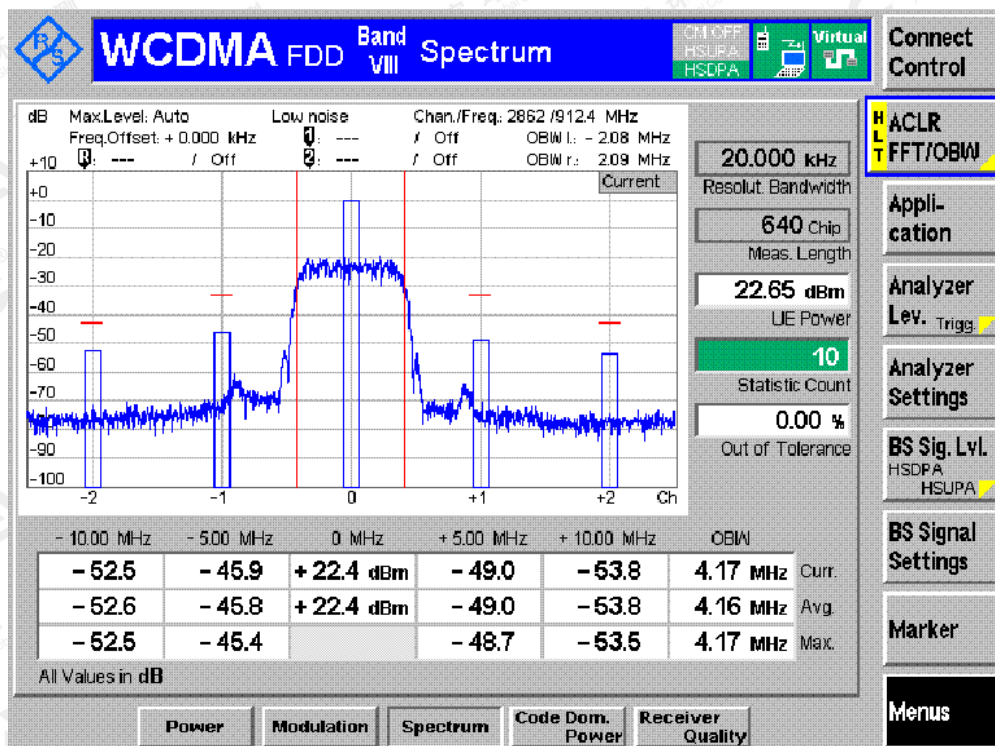 R&S
WCDMA FDD Band VIII Spectrum
CM OFF
HSUPA
HSDPA
Virtual
Connect Control
dB Max.Level: Auto Low noise Chan./Freq.: 2862 /912.4 MHz
Freq.Offset: + 0.000 kHz 1: --- / Off OBW l.: - 2.08 MHz
R: --- / Off 2: --- / Off OBW r.: 2.09 MHz
+10
+0
-10
-20
-30
-40
-50
-60
-70
-80
-90
-100
Current
-2 -1 0 +1 +2 Ch
20.000 kHz
Resolut. Bandwidth
640 Chip
Meas. Length
22.65 dBm
UE Power
10
Statistic Count
0.00 %
Out of Tolerance
- 10.00 MHz - 5.00 MHz 0 MHz + 5.00 MHz + 10.00 MHz OBW
- 52.5 - 45.9 + 22.4 dBm - 49.0 - 53.8 4.17 MHz Curr.
- 52.6 - 45.8 + 22.4 dBm - 49.0 - 53.8 4.16 MHz Avg.
- 52.5 - 45.4 - 48.7 - 53.5 4.17 MHz Max.
All Values in dB
HLT
ACLR
FFT/OBW
Appli-
cation
Analyzer
Lev. Trigg.
Analyzer
Settings
BS Sig. Lvl.
HSDPA
HSUPA
BS Signal
Settings
Marker
Menus
Power
Modulation
Spectrum
Code Dom. Power
Receiver Quality